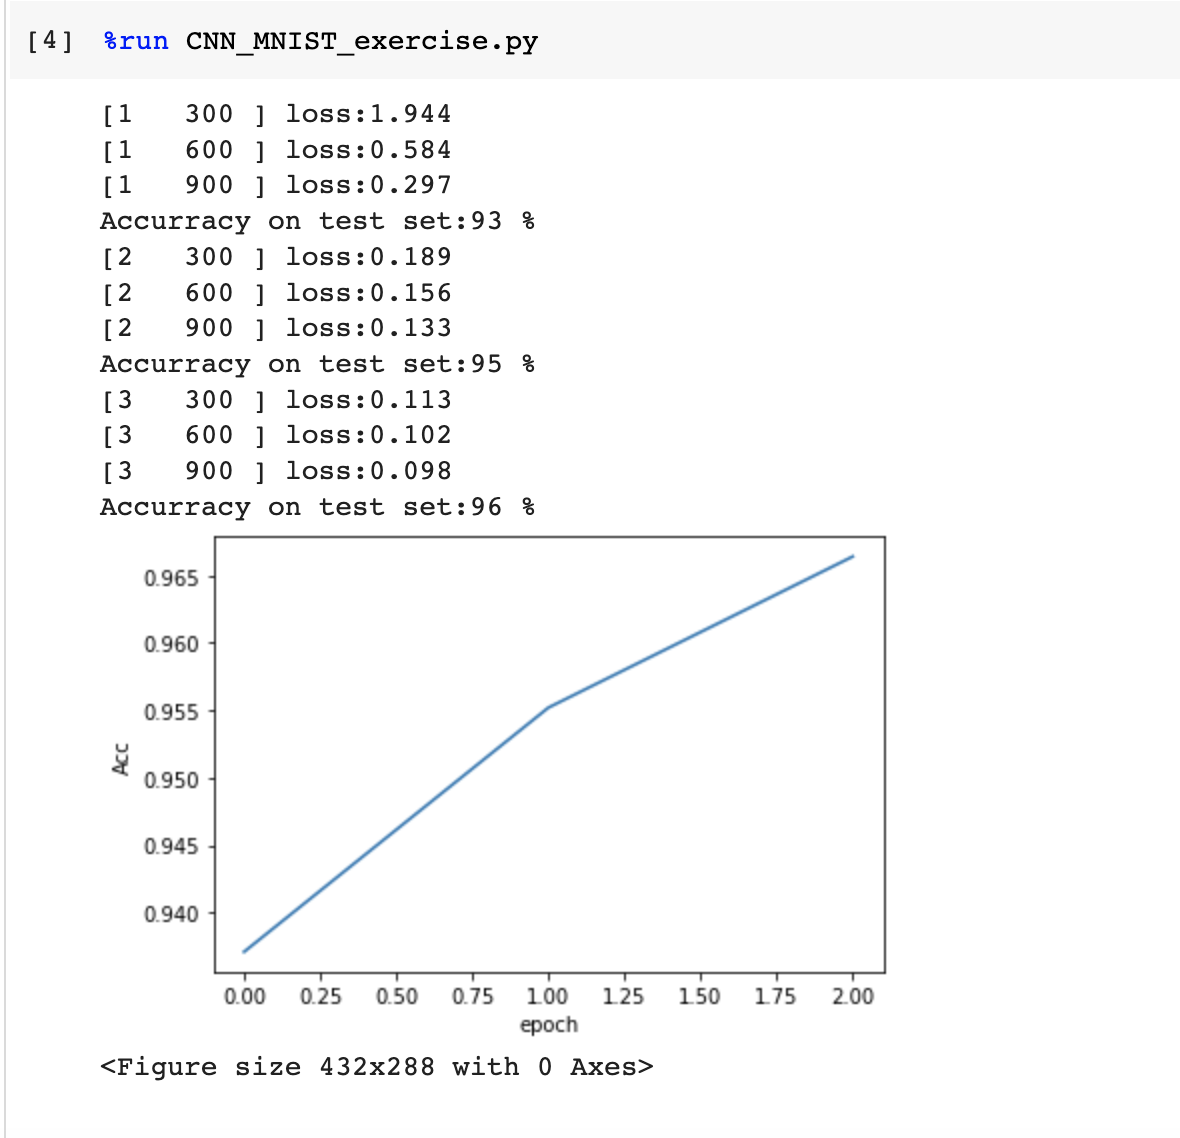 [4] %run CNN_MNIST_exercise.py
[1   300 ] loss:1.944
[1   600 ] loss:0.584
[1   900 ] loss:0.297
Accurracy on test set:93 %
[2   300 ] loss:0.189
[2   600 ] loss:0.156
[2   900 ] loss:0.133
Accurracy on test set:95 %
[3   300 ] loss:0.113
[3   600 ] loss:0.102
[3   900 ] loss:0.098
Accurracy on test set:96 %
0.965
0.960
0.955
0.950
0.945
0.940
Acc
0.00 0.25 0.50 0.75 1.00 1.25 1.50 1.75 2.00
epoch
<Figure size 432x288 with 0 Axes>